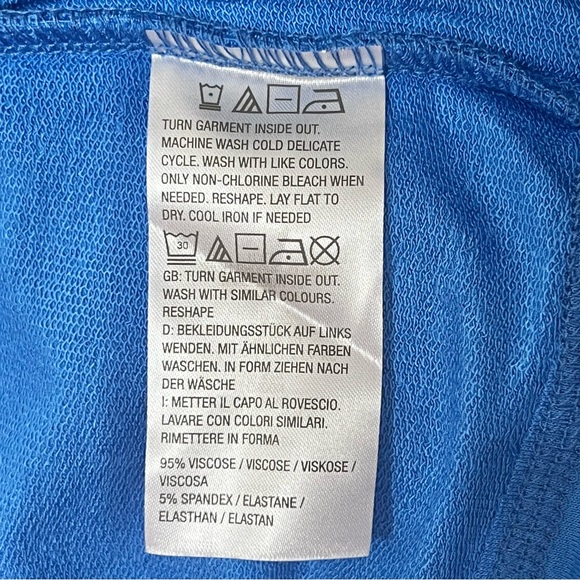 TURN GARMENT INSIDE OUT.
MACHINE WASH COLD DELICATE
CYCLE. WASH WITH LIKE COLORS.
ONLY NON-CHLORINE BLEACH WHEN
NEEDED. RESHAPE. LAY FLAT TO
DRY. COOL IRON IF NEEDED
30
GB: TURN GARMENT INSIDE OUT.
WASH WITH SIMILAR COLOURS.
RESHAPE
D: BEKLEIDUNGSSTÜCK AUF LINKS
WENDEN. MIT ÄHNLICHEN FARBEN
WASCHEN. IN FORM ZIEHEN NACH
DER WÄSCHE
I: METTER IL CAPO AL ROVESCIO.
LAVARE CON COLORI SIMILARI.
RIMETTERE IN FORMA
95% VISCOSE / VISCOSE / VISKOSE /
VISCOSA
5% SPANDEX / ELASTANE /
ELASTHAN / ELASTAN